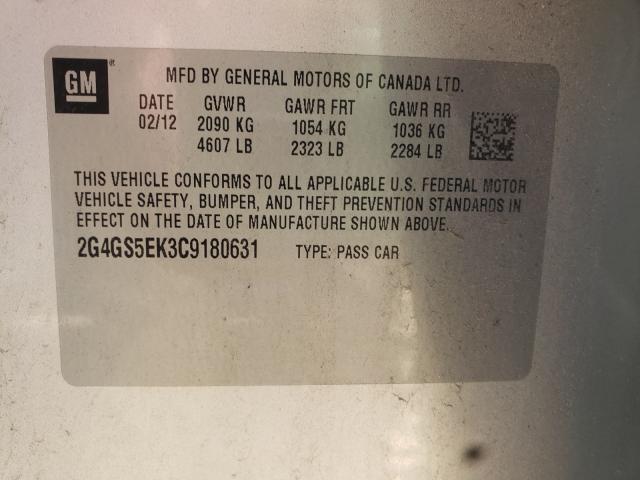 GM®
MFD BY GENERAL MOTORS OF CANADA LTD.
DATE GVWR GAWR FRT GAWR RR
02/12 2090 KG 1054 KG 1036 KG
4607 LB 2323 LB 2284 LB
THIS VEHICLE CONFORMS TO ALL APPLICABLE U.S. FEDERAL MOTOR
VEHICLE SAFETY, BUMPER, AND THEFT PREVENTION STANDARDS IN
EFFECT ON THE DATE OF MANUFACTURE SHOWN ABOVE.
2G4GS5EK3C9180631 TYPE: PASS CAR